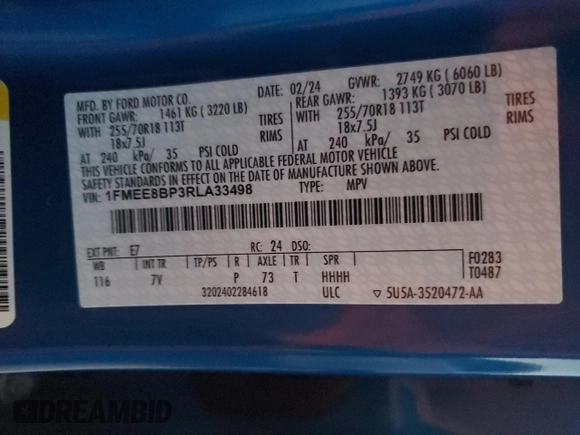 DATE: 02/24 GVWR: 2749 KG (6060 LB)
MFD. BY FORD MOTOR CO.
FRONT GAWR: 1461 KG (3220 LB) REAR GAWR: 1393 KG (3070 LB)
WITH 255/70R18 113T TIRES WITH 255/70R18 113T TIRES
18x7.5J RIMS 18x7.5J RIMS
AT 240 kPa/ 35 PSI COLD AT 240 kPa/ 35 PSI COLD
THIS VEHICLE CONFORMS TO ALL APPLICABLE FEDERAL MOTOR VEHICLE
SAFETY STANDARDS IN EFFECT ON THE DATE OF MANUFACTURE SHOWN ABOVE.
VIN: 1FMEE8BP3RLA33498 TYPE: MPV
EXT PNT: E7 RC: 24 DSO:
WB INT TR TP/PS R AXLE TR SPR F0283
116 7V P 73 T HHHH T0487
3202402284618 ULC ▽ 5U5A-3520472-AA
DREAMBID